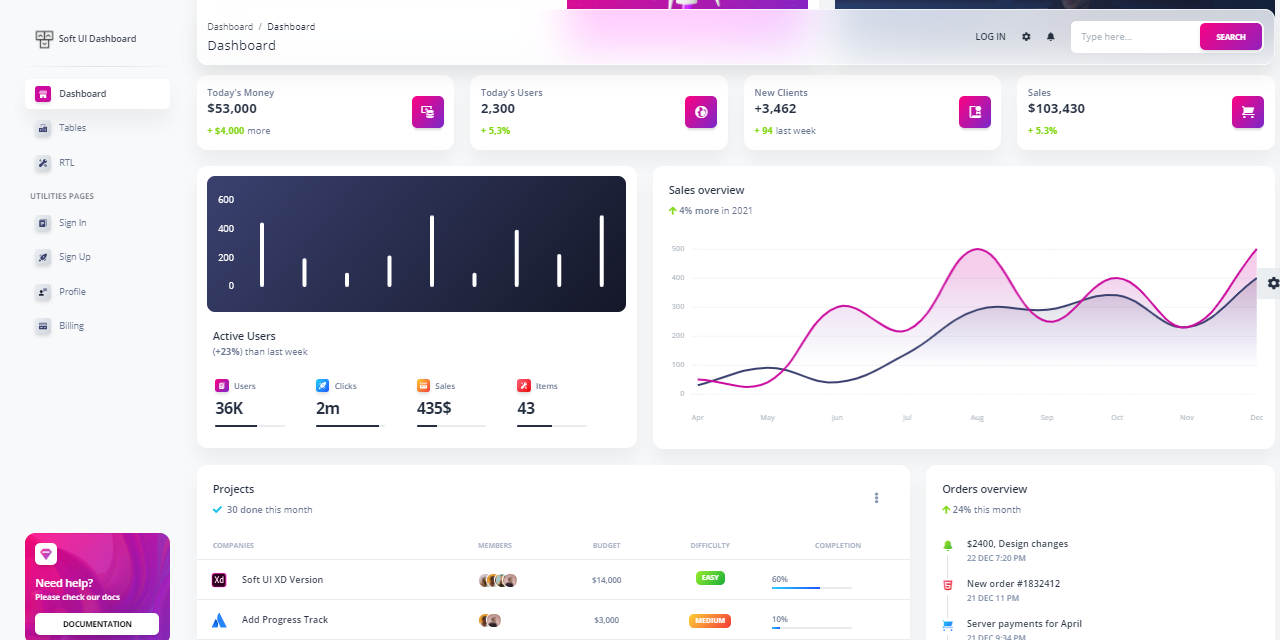 Soft UI Dashboard
Dashboard
Tables
RTL
UTILITIES PAGES
Sign In
Sign Up
Profile
Billing
Need help?
Please check our docs
DOCUMENTATION
Dashboard / Dashboard
Dashboard
LOG IN
Type here...
SEARCH
Today's Money
$53,000
+ $4,000 more
Today's Users
2,300
+ 5,3%
New Clients
+3,462
+ 94 last week
Sales
$103,430
+ 5.3%
600
400
200
0
Active Users
(+23%) than last week
Users
36K
Clicks
2m
Sales
435$
Items
43
Sales overview
4% more in 2021
500
400
300
200
100
0
Apr May Jun Jul Aug Sep Oct Nov Dec
Projects
30 done this month
COMPANIES MEMBERS BUDGET DIFFICULTY COMPLETION
Xd Soft UI XD Version $14,000 EASY 60%
Add Progress Track $3,000 MEDIUM 10%
Orders overview
24% this month
$2400, Design changes
22 DEC 7:20 PM
New order #1832412
21 DEC 11 PM
Server payments for April
21 DEC 9:34 PM